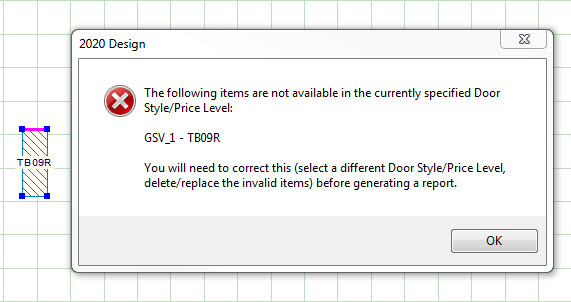 2020 Design
The following items are not available in the currently specified Door
Style/Price Level:
GSV_1 - TB09R
You will need to correct this (select a different Door Style/Price Level,
delete/replace the invalid items) before generating a report.
OK
TB09R